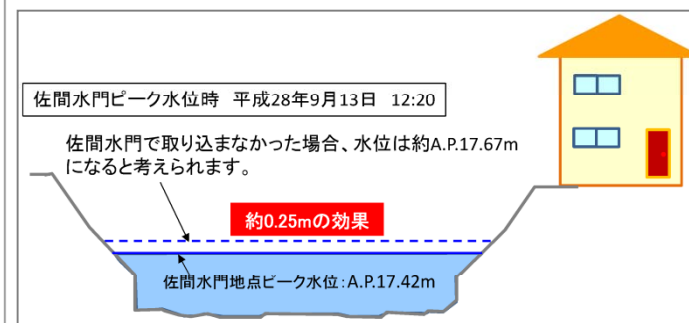 佐間水門ピーク水位時 平成28年9月13日 12:20
佐間水門で取り込まなかった場合、水位は約A.P.17.67m
になると考えられます。
約0.25mの効果
佐間水門地点ピーク水位:A.P.17.42m